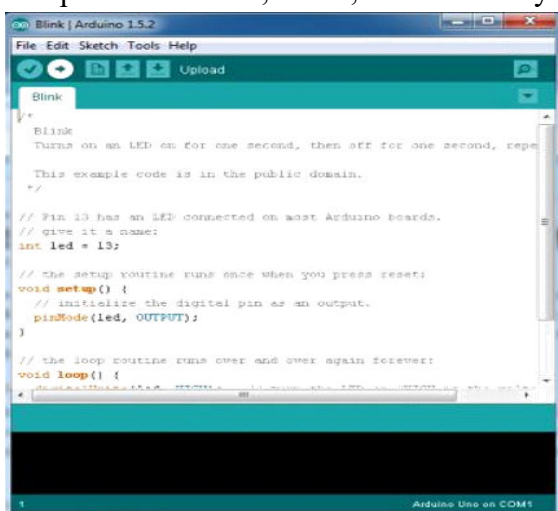 Blink | Arduino 1.5.2
File Edit Sketch Tools Help
Upload
Blink
/*
Blink
Turns on an LED on for one second, then off for one second, repe
This example code is in the public domain.
*/
// Pin 13 has an LED connected on most Arduino boards.
// give it a name:
int led = 13;
// the setup routine runs once when you press reset:
void setup() {
// initialize the digital pin as an output.
pinMode(led, OUTPUT);
}
// the loop routine runs over and over again forever:
void loop() {
1
Arduino Uno on COM1